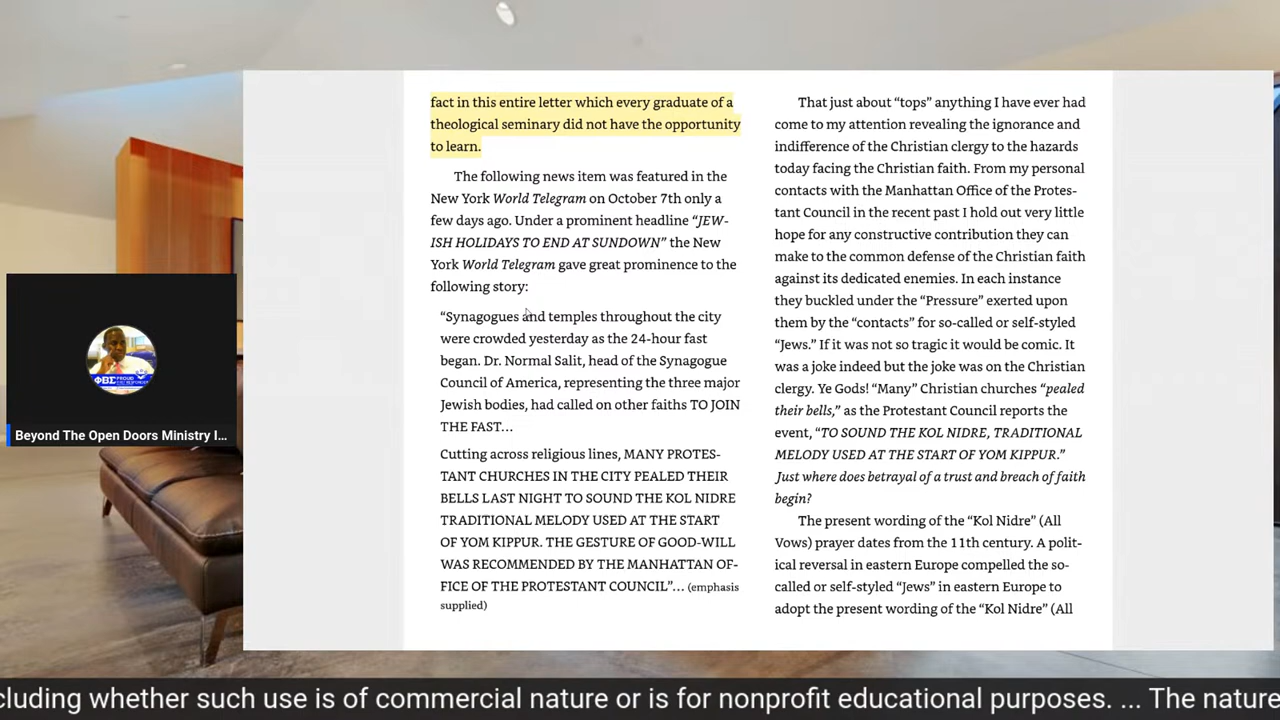 fact in this entire letter which every graduate of a
theological seminary did not have the opportunity
to learn.
The following news item was featured in the
New York World Telegram on October 7th only a
few days ago. Under a prominent headline “JEW-
ISH HOLIDAYS TO END AT SUNDOWN” the New
York World Telegram gave great prominence to the
following story:
“Synagogues and temples throughout the city
were crowded yesterday as the 24-hour fast
began. Dr. Normal Salit, head of the Synagogue
Council of America, representing the three major
Jewish bodies, had called on other faiths TO JOIN
THE FAST…
Cutting across religious lines, MANY PROTES-
TANT CHURCHES IN THE CITY PEALED THEIR
BELLS LAST NIGHT TO SOUND THE KOL NIDRE
TRADITIONAL MELODY USED AT THE START
OF YOM KIPPUR. THE GESTURE OF GOOD-WILL
WAS RECOMMENDED BY THE MANHATTAN OF-
FICE OF THE PROTESTANT COUNCIL”… (emphasis
supplied)
That just about “tops” anything I have ever had
come to my attention revealing the ignorance and
indifference of the Christian clergy to the hazards
today facing the Christian faith. From my personal
contacts with the Manhattan Office of the Protes-
tant Council in the recent past I hold out very little
hope for any constructive contribution they can
make to the common defense of the Christian faith
against its dedicated enemies. In each instance
they buckled under the “Pressure” exerted upon
them by the “contacts” for so-called or self-styled
“Jews.” If it was not so tragic it would be comic. It
was a joke indeed but the joke was on the Christian
clergy. Ye Gods! “Many” Christian churches “pealed
their bells,” as the Protestant Council reports the
event, “TO SOUND THE KOL NIDRE, TRADITIONAL
MELODY USED AT THE START OF YOM KIPPUR.”
Just where does betrayal of a trust and breach of faith
begin?
The present wording of the “Kol Nidre” (All
Vows) prayer dates from the 11th century. A polit-
ical reversal in eastern Europe compelled the so-
called or self-styled “Jews” in eastern Europe to
adopt the present wording of the “Kol Nidre” (All
ΦΒΣ PROUD
Beyond The Open Doors Ministry I...
cluding whether such use is of commercial nature or is for nonprofit educational purposes. ... The nature